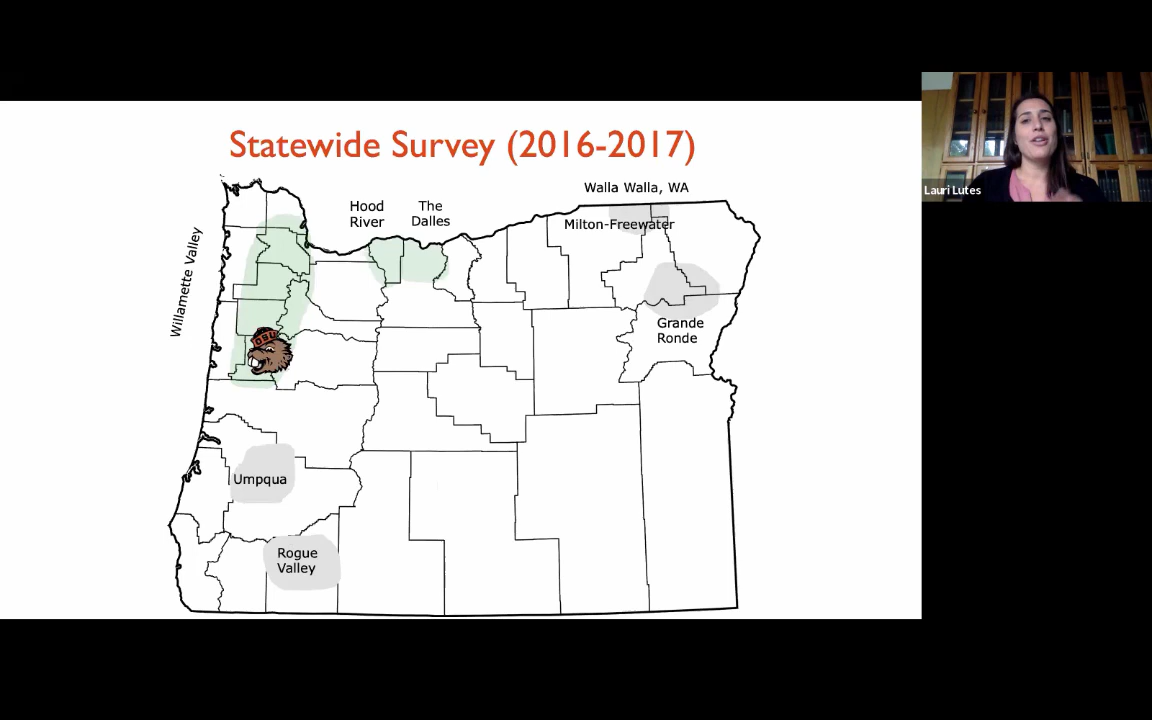 Statewide Survey (2016-2017)
Walla Walla, WA
Hood
River
The
Dalles
Milton-Freewater
Willamette Valley
Grande
Ronde
OSU
Umpqua
Rogue
Valley
Lauri Lutes